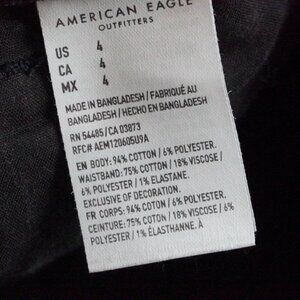 AMERICAN EAGLE
OUTFITTERS
US 4
CA 4
MX 4
MADE IN BANGLADESH / FABRIQUÉ AU
BANGLADESH / HECHO EN BANGLADESH
RN 54485 / CA 03873
RFC# AEM120605U9A
EN BODY: 94% COTTON / 6% POLYESTER.
WAISTBAND: 75% COTTON / 18% VISCOSE /
6% POLYESTER, 1% ELASTANE.
EXCLUSIVE OF DECORATION.
FR CORPS: 94% COTON / 6% POLYESTER.
CEINTURE: 75% COTON / 18% VISCOSE / 6%
POLYESTER / 1% ÉLASTHANNE. À